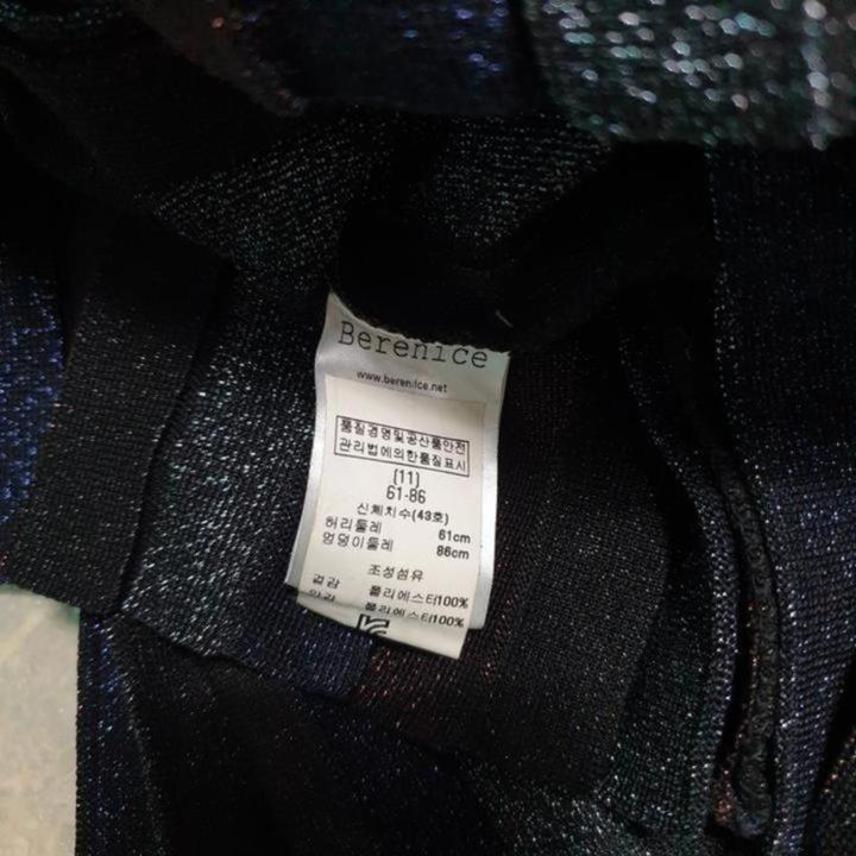 Berenice
www.berenice.net
품질경영및공산품안전
관리법에의한품질표시
(11)
61-86
신체치수(43호)
허리둘레 61cm
엉덩이둘레 86cm
조성섬유
겉감 폴리에스터100%
안감 폴리에스터100%